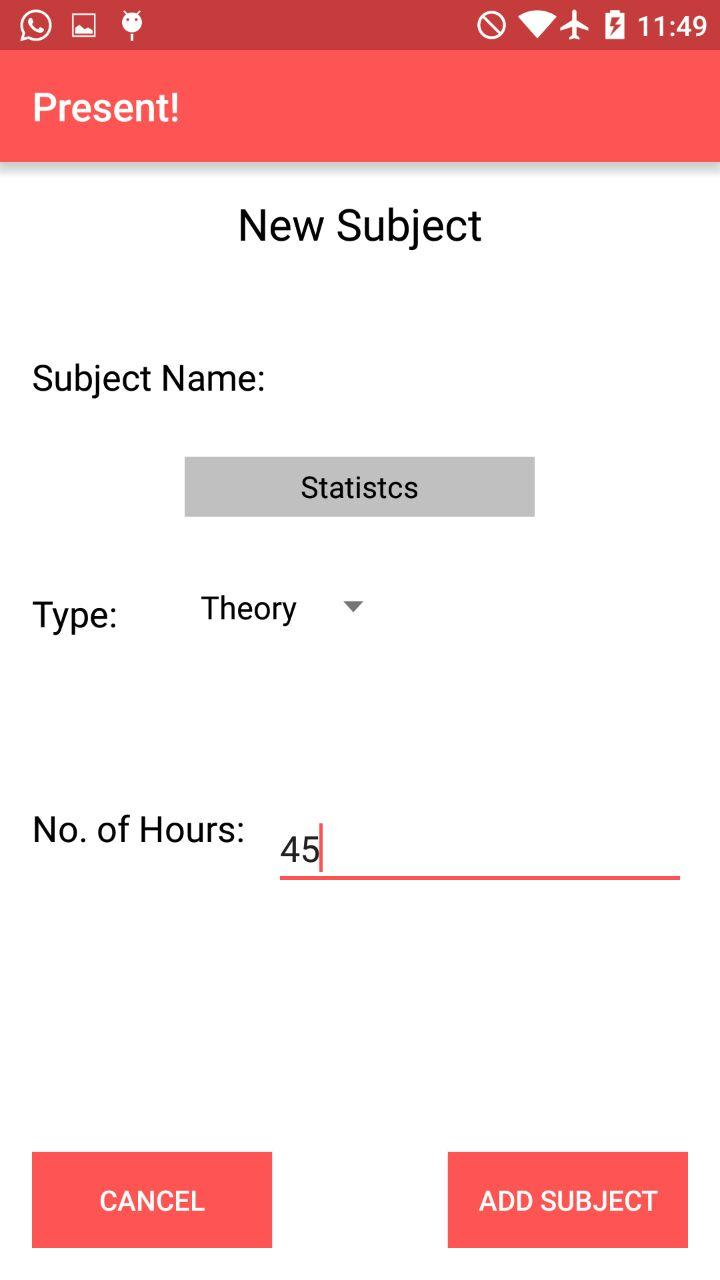 11:49
Present!
New Subject
Subject Name:
Statistcs
Type: Theory
No. of Hours: 45
CANCEL ADD SUBJECT